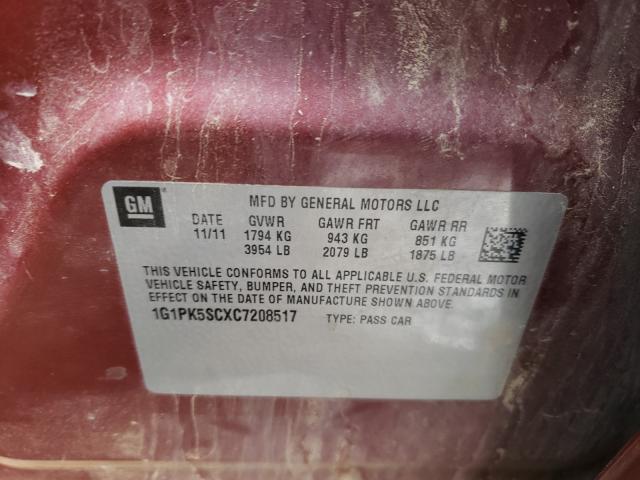 GM
MFD BY GENERAL MOTORS LLC
DATE GVWR GAWR FRT GAWR RR
11/11 1794 KG 943 KG 851 KG
3954 LB 2079 LB 1875 LB
THIS VEHICLE CONFORMS TO ALL APPLICABLE U.S. FEDERAL MOTOR
VEHICLE SAFETY, BUMPER, AND THEFT PREVENTION STANDARDS IN
EFFECT ON THE DATE OF MANUFACTURE SHOWN ABOVE.
1G1PK5SCXC7208517 TYPE: PASS CAR